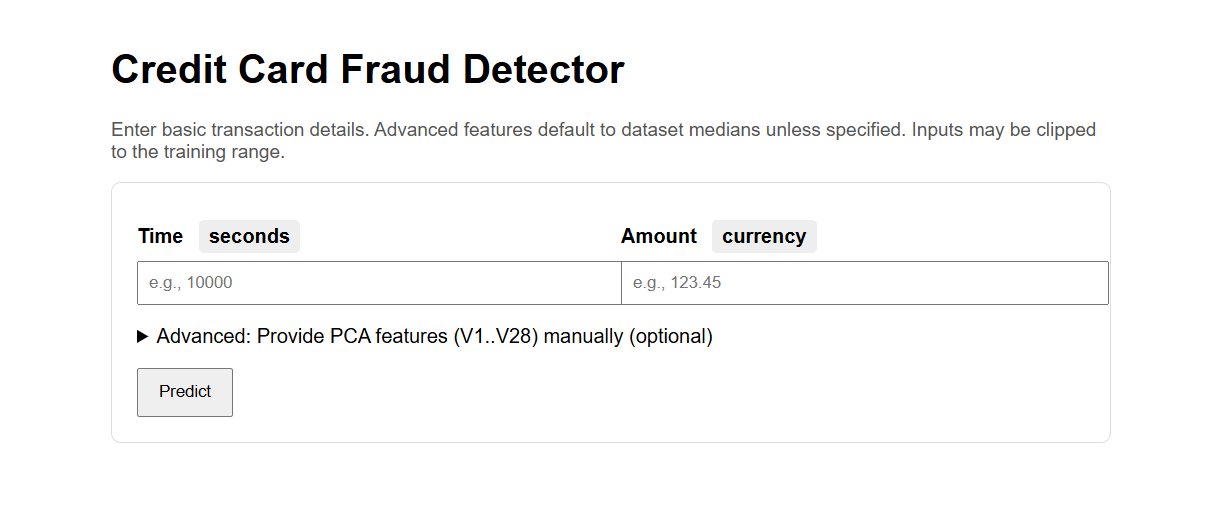 Credit Card Fraud Detector
Enter basic transaction details. Advanced features default to dataset medians unless specified. Inputs may be clipped
to the training range.
Time seconds Amount currency
e.g., 10000 e.g., 123.45
Advanced: Provide PCA features (V1..V28) manually (optional)
Predict